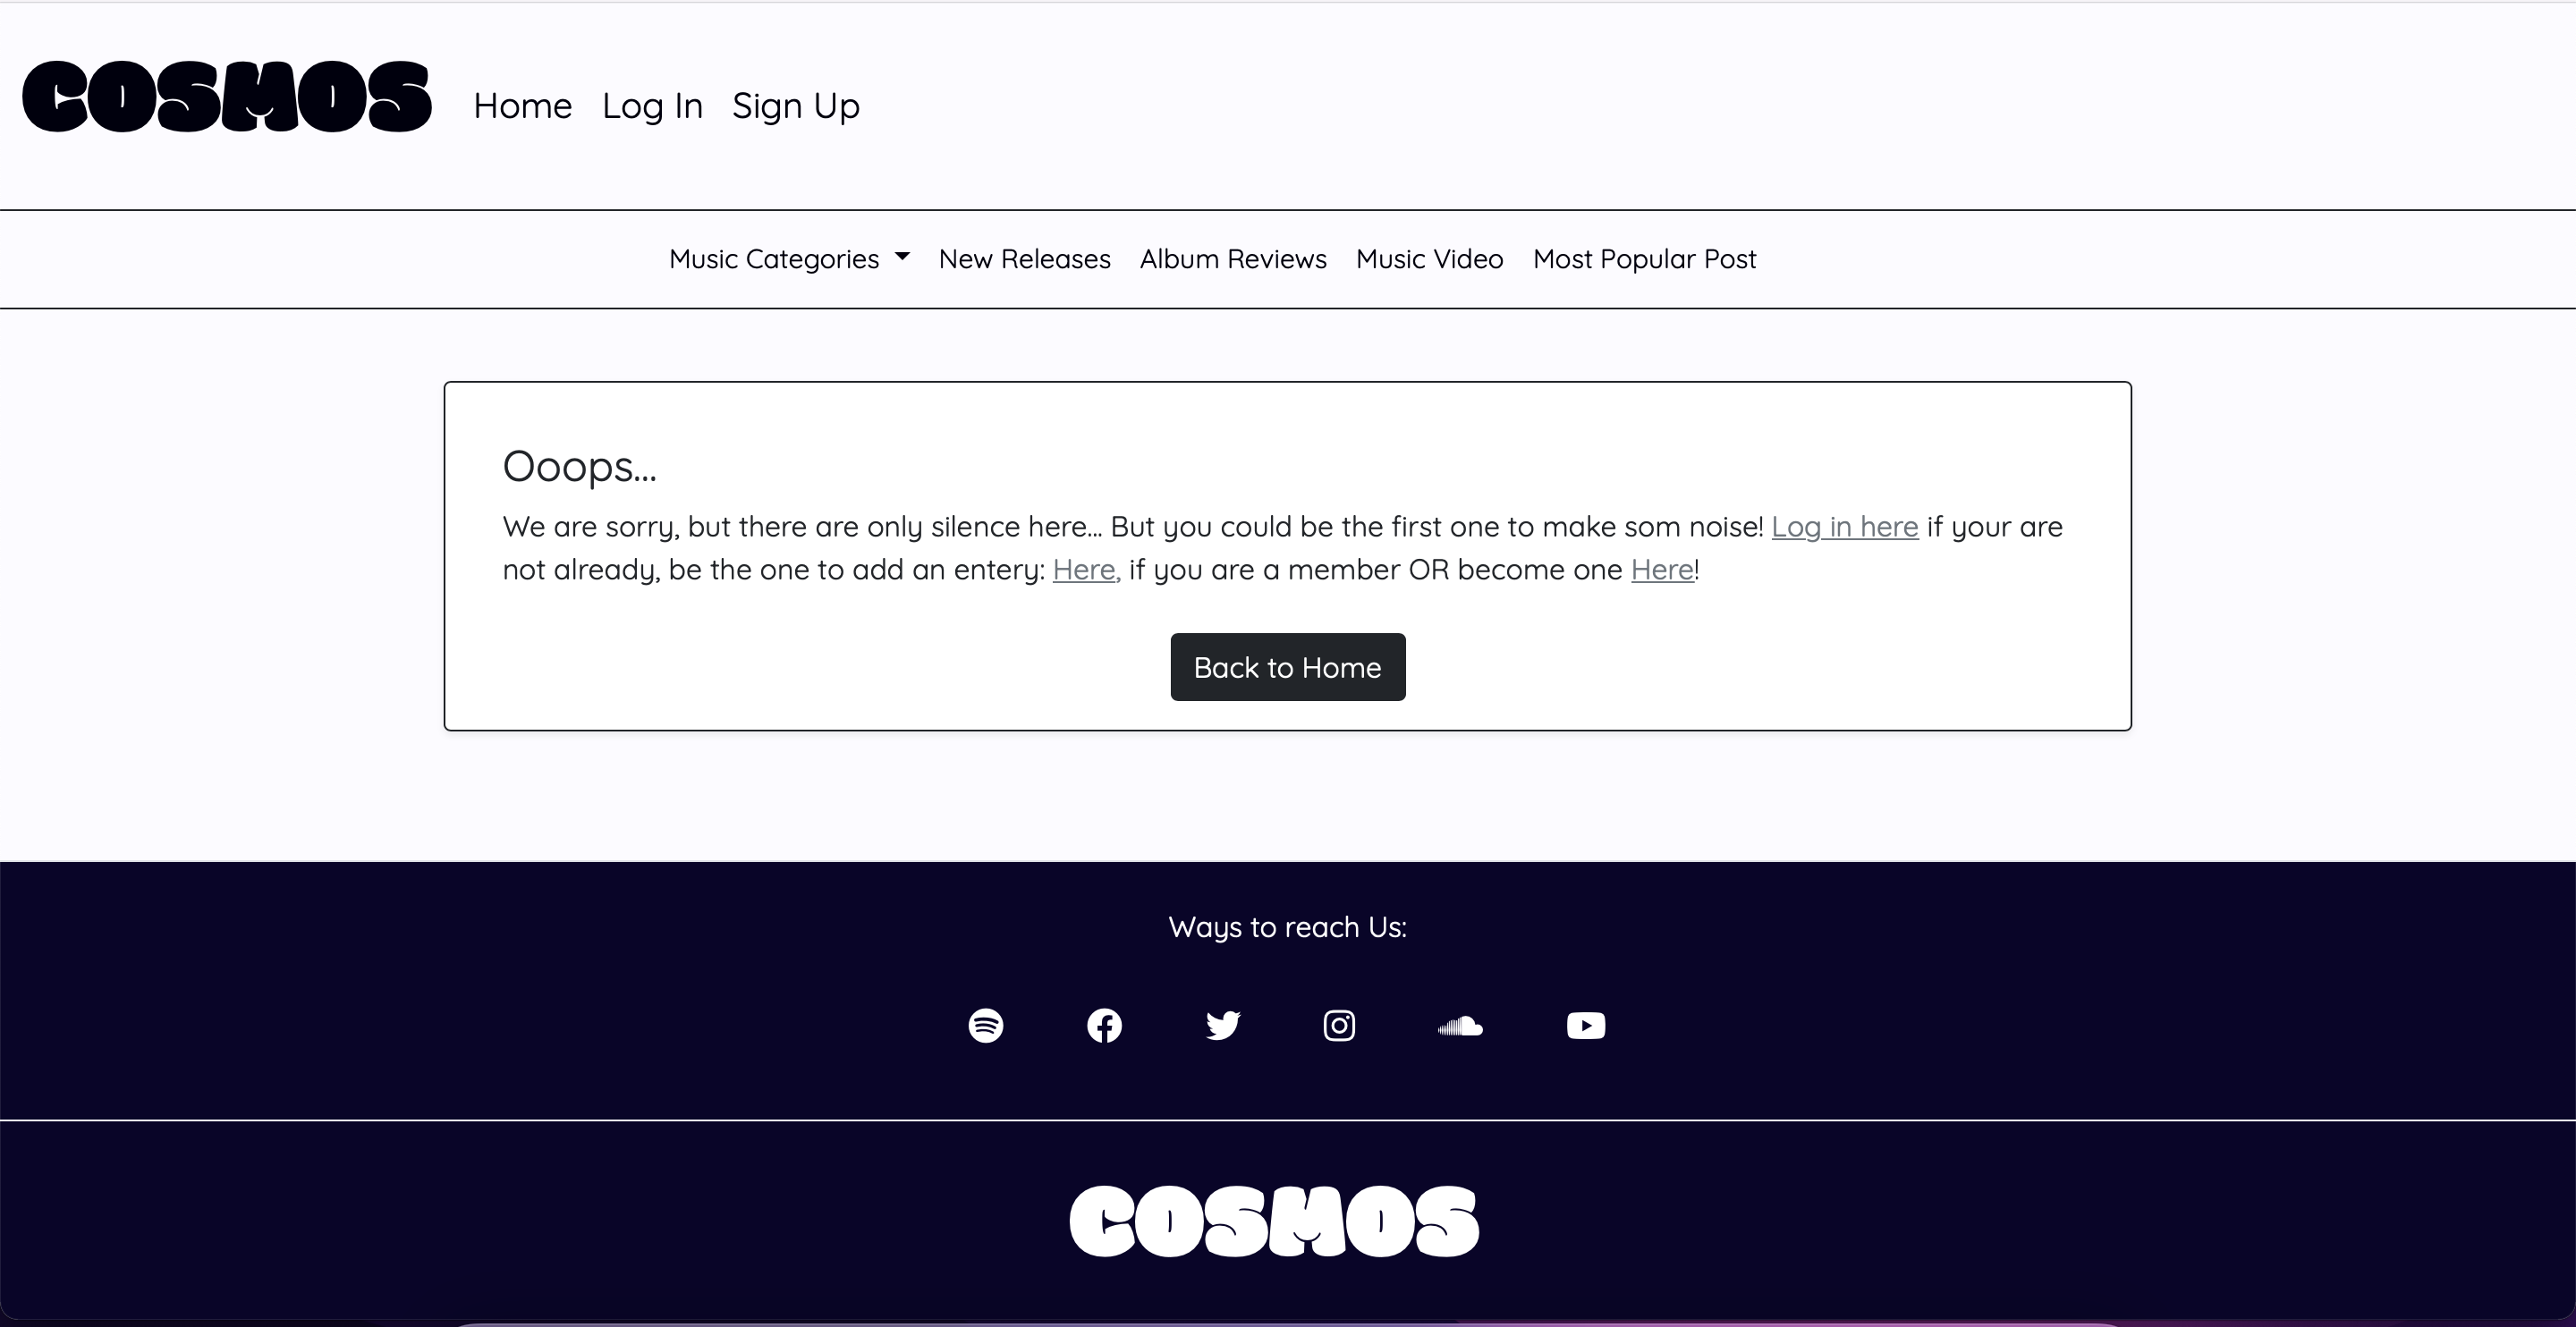 COSMOS Home Log In Sign Up
Music Categories New Releases Album Reviews Music Video Most Popular Post
Ooops...
We are sorry, but there are only silence here... But you could be the first one to make som noise! Log in here if your are
not already, be the one to add an entery: Here, if you are a member OR become one Here!
Back to Home
Ways to reach Us:
COSMOS